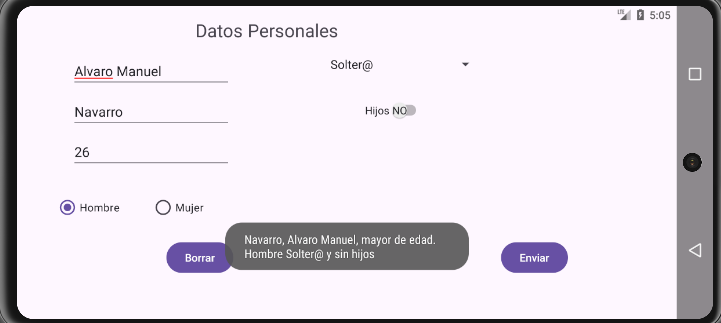 LTE 5:05
Datos Personales
Alvaro Manuel
Solter@
Navarro
Hijos NO
26
Hombre
Mujer
Navarro, Alvaro Manuel, mayor de edad.
Hombre Solter@ y sin hijos
Borrar
Enviar